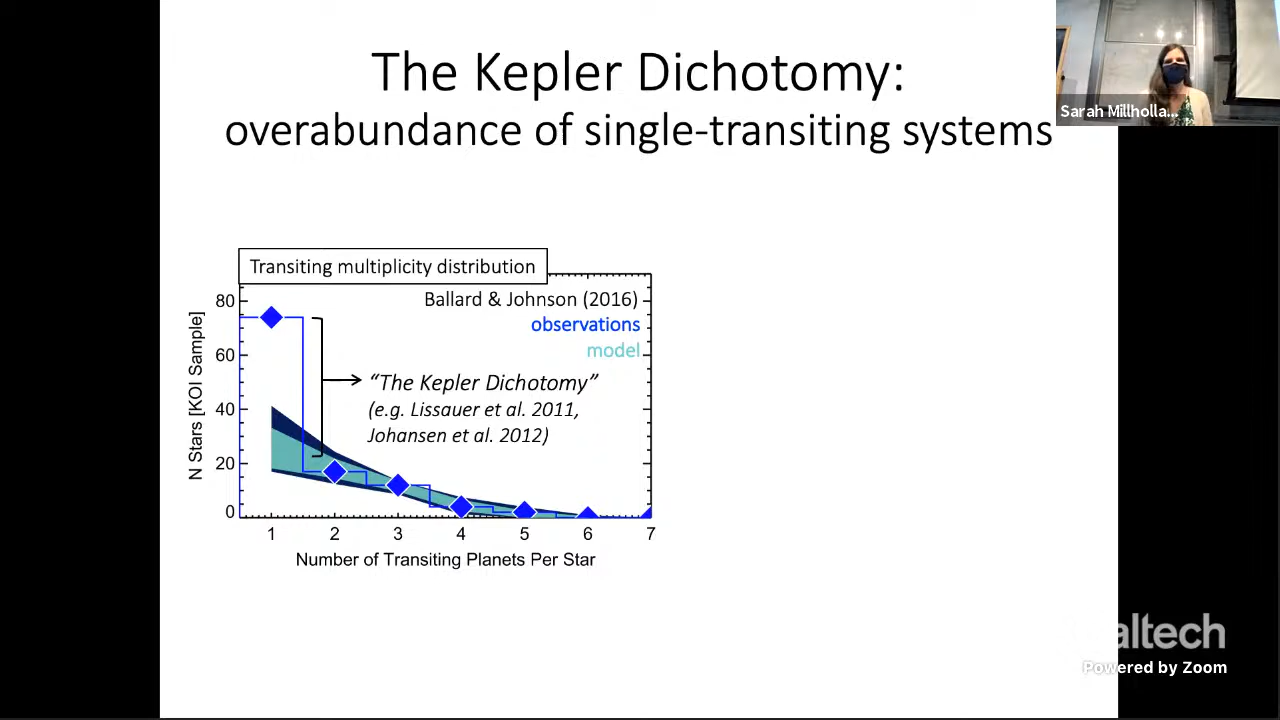 The Kepler Dichotomy:
overabundance of single-transiting systems
Sarah Millholla...
Transiting multiplicity distribution
Ballard & Johnson (2016)
observations
model
“The Kepler Dichotomy”
(e.g. Lissauer et al. 2011,
Johansen et al. 2012)
N Stars [KOI Sample]
80
60
40
20
0
1 2 3 4 5 6 7
Number of Transiting Planets Per Star
altech
Powered by Zoom